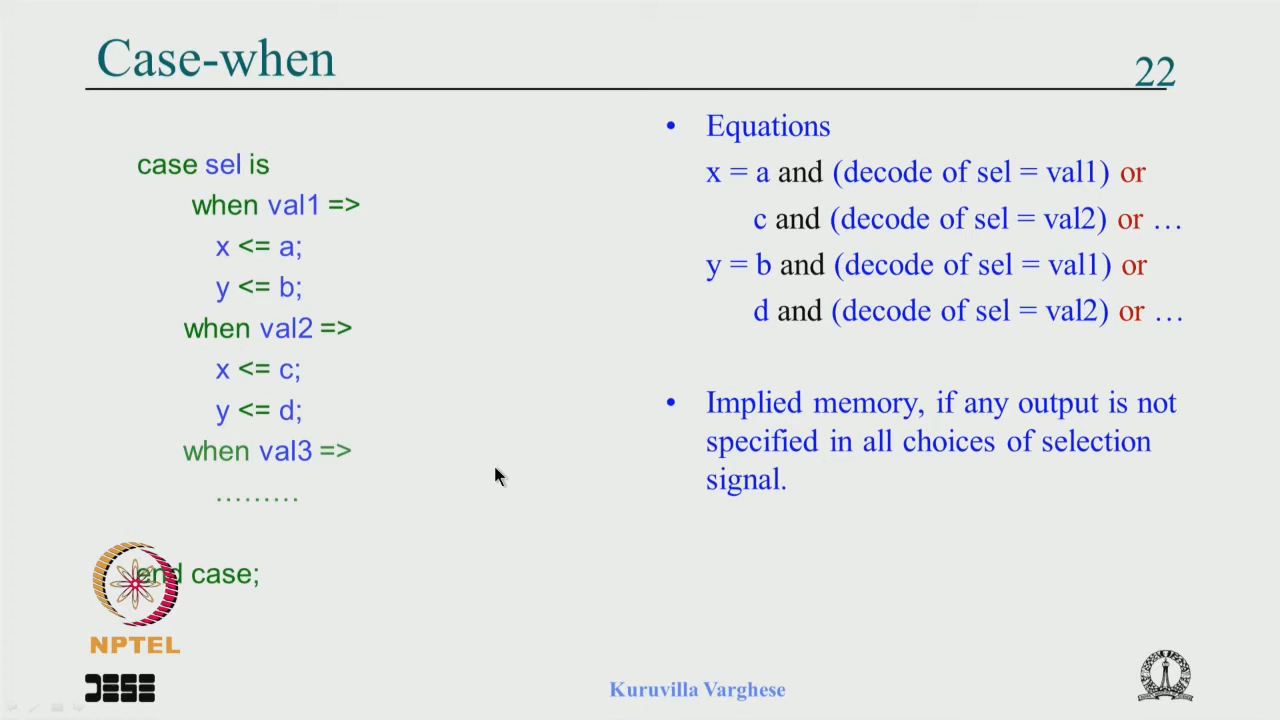 Case-when
22
case sel is
when val1 =>
x <= a;
y <= b;
when val2 =>
x <= c;
y <= d;
when val3 =>
………
end case;
• Equations
x = a and (decode of sel = val1) or
c and (decode of sel = val2) or …
y = b and (decode of sel = val1) or
d and (decode of sel = val2) or …
• Implied memory, if any output is not
specified in all choices of selection
signal.
NPTEL
DESE
Kuruvilla Varghese